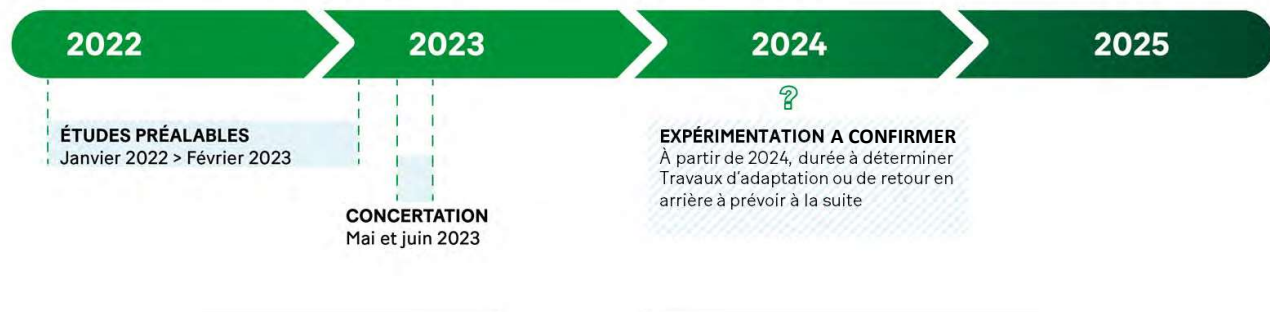 2022
2023
2024
2025
?
ÉTUDES PRÉALABLES
Janvier 2022 > Février 2023
EXPÉRIMENTATION A CONFIRMER
À partir de 2024, durée à déterminer
Travaux d'adaptation ou de retour en
arrière à prévoir à la suite
CONCERTATION
Mai et juin 2023